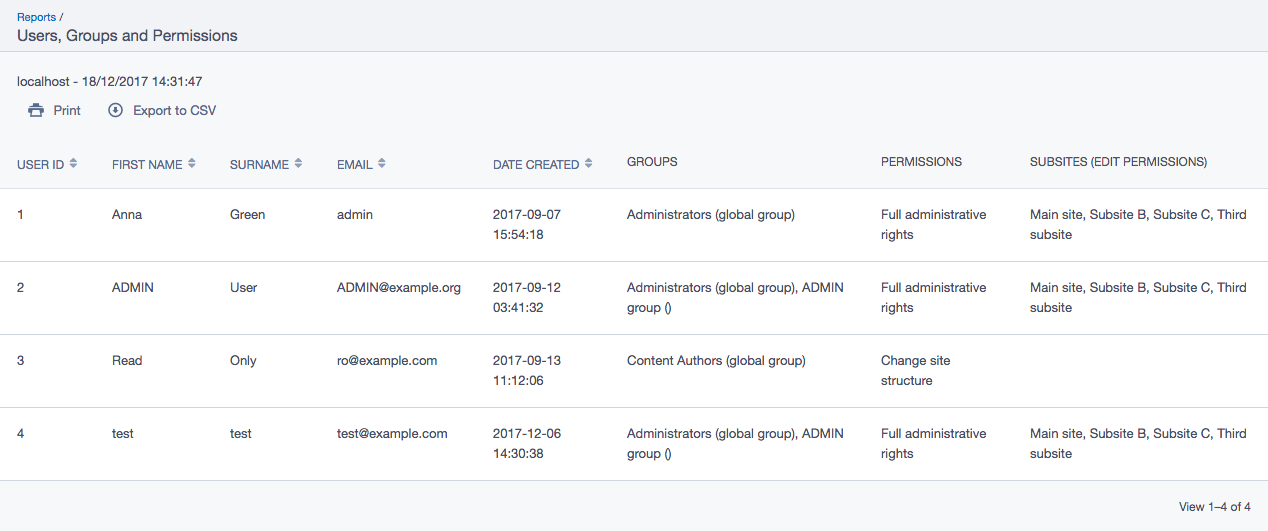 Reports /
Users, Groups and Permissions
localhost - 18/12/2017 14:31:47
Print Export to CSV
USER ID FIRST NAME SURNAME EMAIL DATE CREATED GROUPS PERMISSIONS SUBSITES (EDIT PERMISSIONS)
1 Anna Green admin 2017-09-07 Administrators (global group) Full administrative Main site, Subsite B, Subsite C, Third
15:54:18 rights subsite
2 ADMIN User ADMIN@example.org 2017-09-12 Administrators (global group), ADMIN Full administrative Main site, Subsite B, Subsite C, Third
03:41:32 group () rights subsite
3 Read Only ro@example.com 2017-09-13 Content Authors (global group) Change site
11:12:06 structure
4 test test test@example.com 2017-12-06 Administrators (global group), ADMIN Full administrative Main site, Subsite B, Subsite C, Third
14:30:38 group () rights subsite
View 1–4 of 4